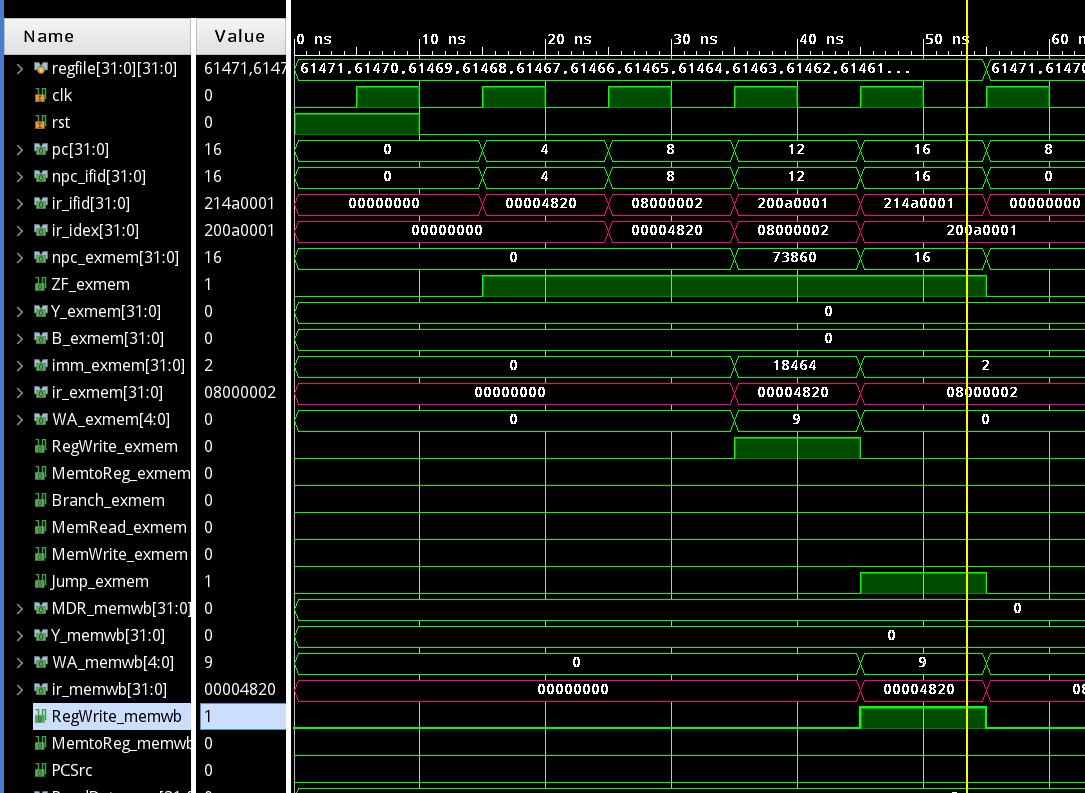 Name Value 0 ns 10 ns 20 ns 30 ns 40 ns 50 ns 60 n
regfile[31:0][31:0] 61471,6147 61471,61470,61469,61468,61467,61466,61465,61464,61463,61462,61461... 61471,6147
clk 0
rst 0
pc[31:0] 16 0 4 8 12 16 8
npc_ifid[31:0] 16 0 4 8 12 16 0
ir_ifid[31:0] 214a0001 00000000 00004820 08000002 200a0001 214a0001 00000000
ir_idex[31:0] 200a0001 00000000 00004820 08000002 200a0001
npc_exmem[31:0] 16 0 73860 16
ZF_exmem 1
Y_exmem[31:0] 0 0
B_exmem[31:0] 0 0
imm_exmem[31:0] 2 0 18464 2
ir_exmem[31:0] 08000002 00000000 00004820 08000002
WA_exmem[4:0] 0 0 9 0
RegWrite_exmem 0
MemtoReg_exmem 0
Branch_exmem 0
MemRead_exmem 0
MemWrite_exmem 0
Jump_exmem 1
MDR_memwb[31:0] 0 0
Y_memwb[31:0] 0 0
WA_memwb[4:0] 9 0 9
ir_memwb[31:0] 00004820 00000000 00004820 08
RegWrite_memwb 1
MemtoReg_memwb 0
PCSrc 0